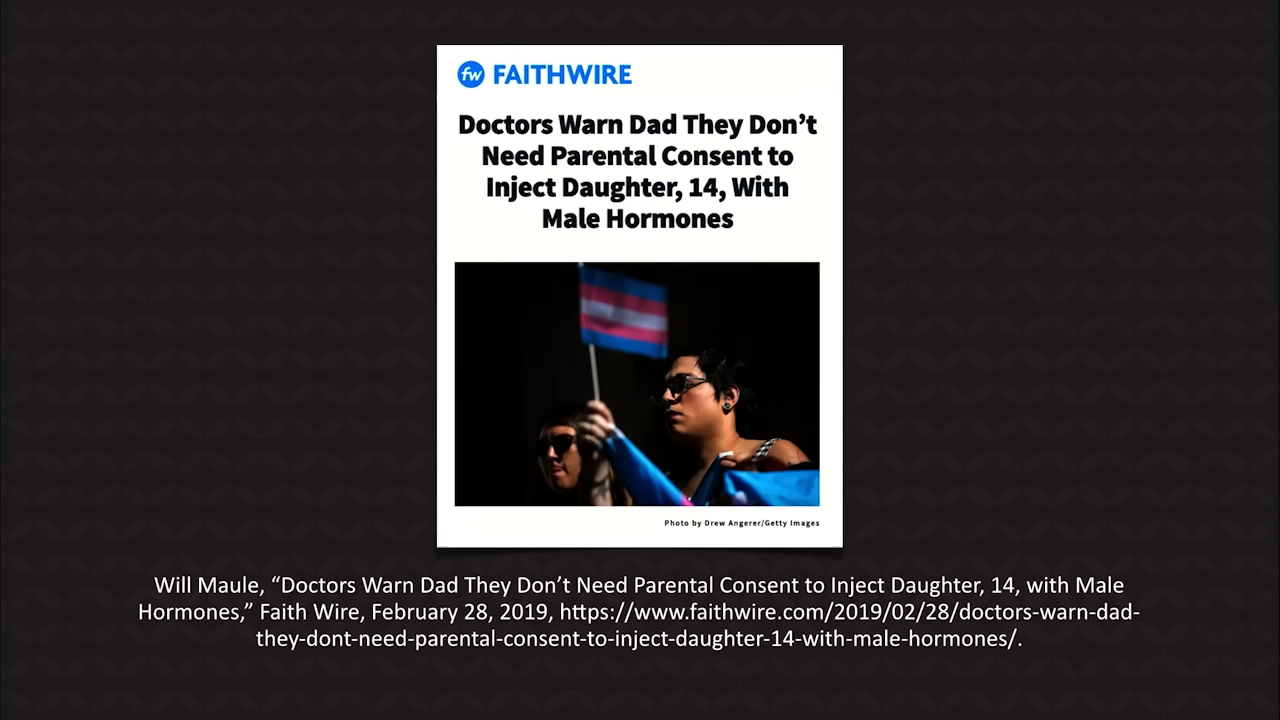 fw FAITHWIRE
Doctors Warn Dad They Don’t
Need Parental Consent to
Inject Daughter, 14, With
Male Hormones
Photo by Drew Angerer/Getty Images
Will Maule, “Doctors Warn Dad They Don’t Need Parental Consent to Inject Daughter, 14, with Male
Hormones,” Faith Wire, February 28, 2019, https://www.faithwire.com/2019/02/28/doctors-warn-dad-
they-dont-need-parental-consent-to-inject-daughter-14-with-male-hormones/.